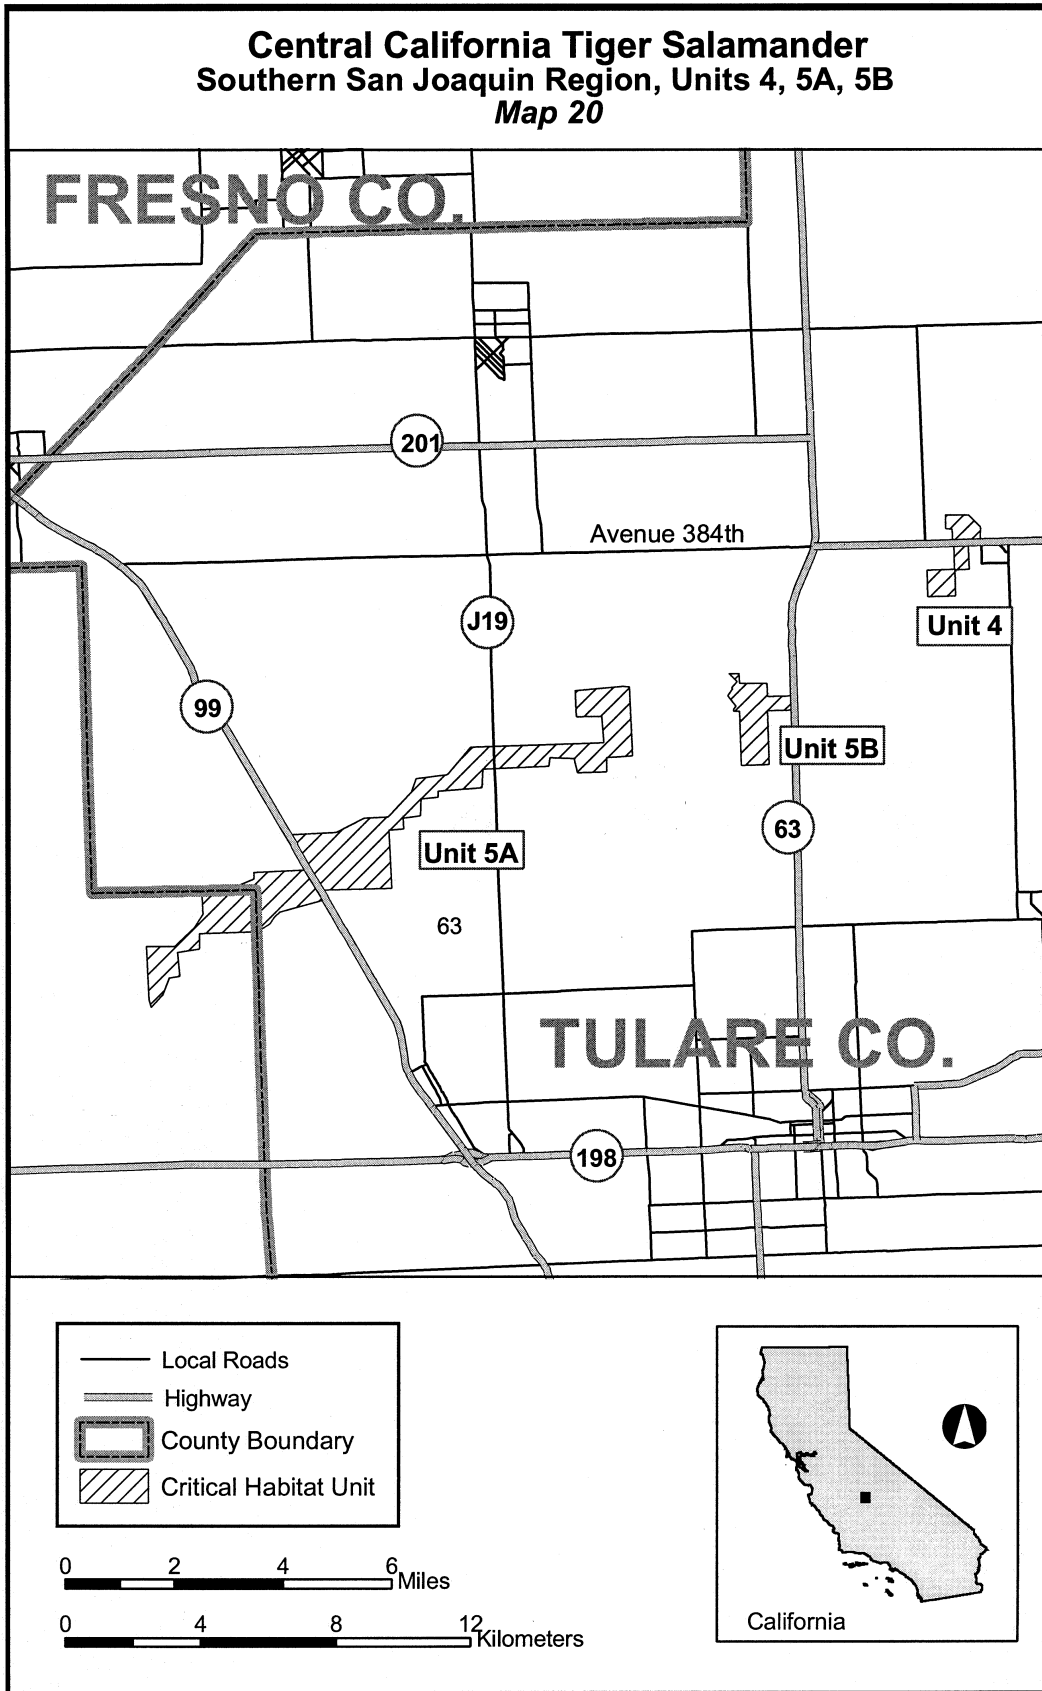 Central California Tiger Salamander
Southern San Joaquin Region, Units 4, 5A, 5B
Map 20
FRESNO CO.
201
Avenue 384th
J19
Unit 4
99
Unit 5B
63
Unit 5A
63
TULARE CO.
198
Local Roads
Highway
County Boundary
Critical Habitat Unit
0 2 4 6
Miles
0 4 8 12
Kilometers
California